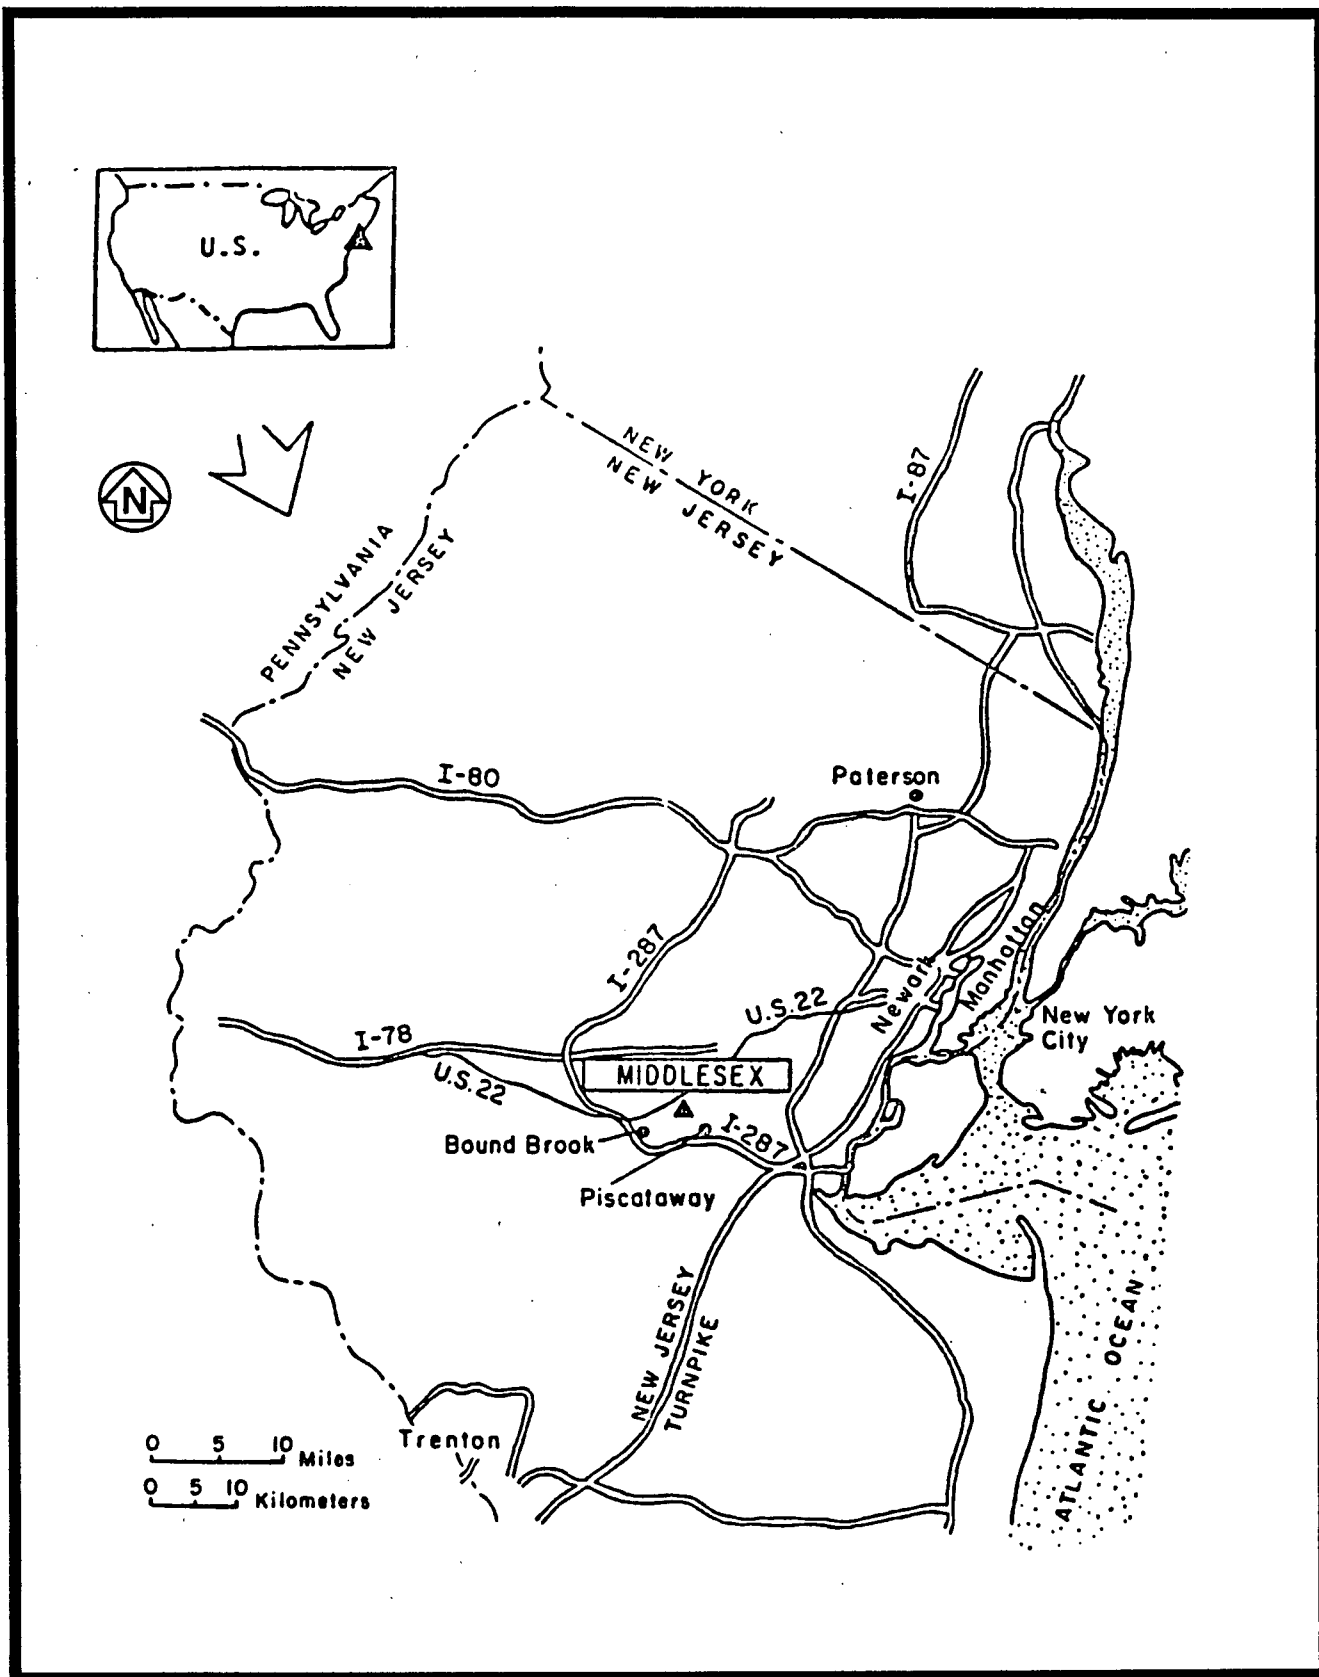 U.S.
N
NEW YORK
NEW JERSEY
I-87
PENNSYLVANIA
NEW JERSEY
I-80
Paterson
I-287
Manhattan
Newark
U.S.22
New York
City
I-78
U.S.22
MIDDLESEX
Bound Brook
I-287
Piscataway
NEW JERSEY
TURNPIKE
ATLANTIC OCEAN
Trenton
0 5 10 Miles
0 5 10 Kilometers